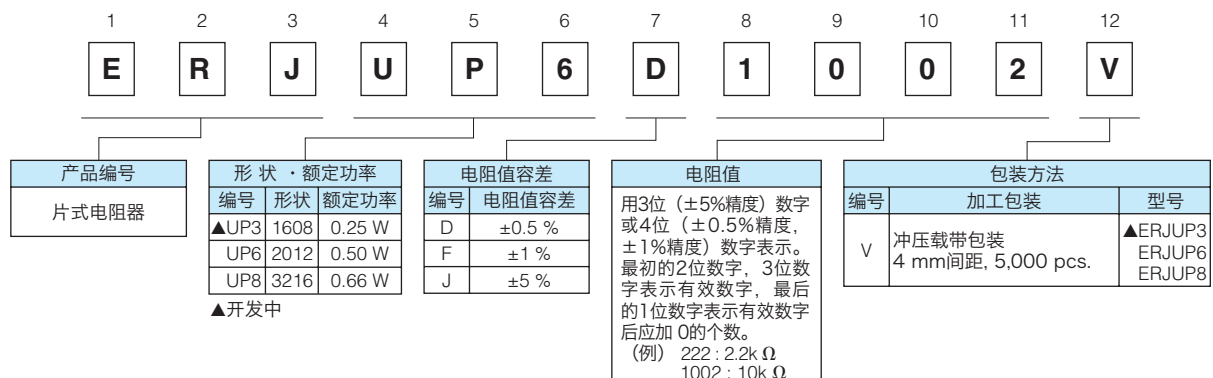 1 2 3 4 5 6 7 8 9 10 11 12
E R J U P 6 D 1 0 0 2 V
产品编号
片式电阻器
形 状 ・额定功率
编号 形状 额定功率
▲UP3 1608 0.25 W
UP6 2012 0.50 W
UP8 3216 0.66 W
▲开发中
电阻值容差
编号 电阻值容差
D ±0.5 %
F ±1 %
J ±5 %
电阻值
用3位（±5%精度）数字
或4位（±0.5%精度，
±1%精度）数字表示。
最初的2位数字，3位数
字表示有效数字，最后
的1位数字表示有效数字
后应加 0的个数。
（例） 222 : 2.2k Ω
1002 : 10k Ω
包装方法
编号 加工包装 型号
V 冲压载带包装
4 mm间距, 5,000 pcs.
▲ERJUP3
ERJUP6
ERJUP8